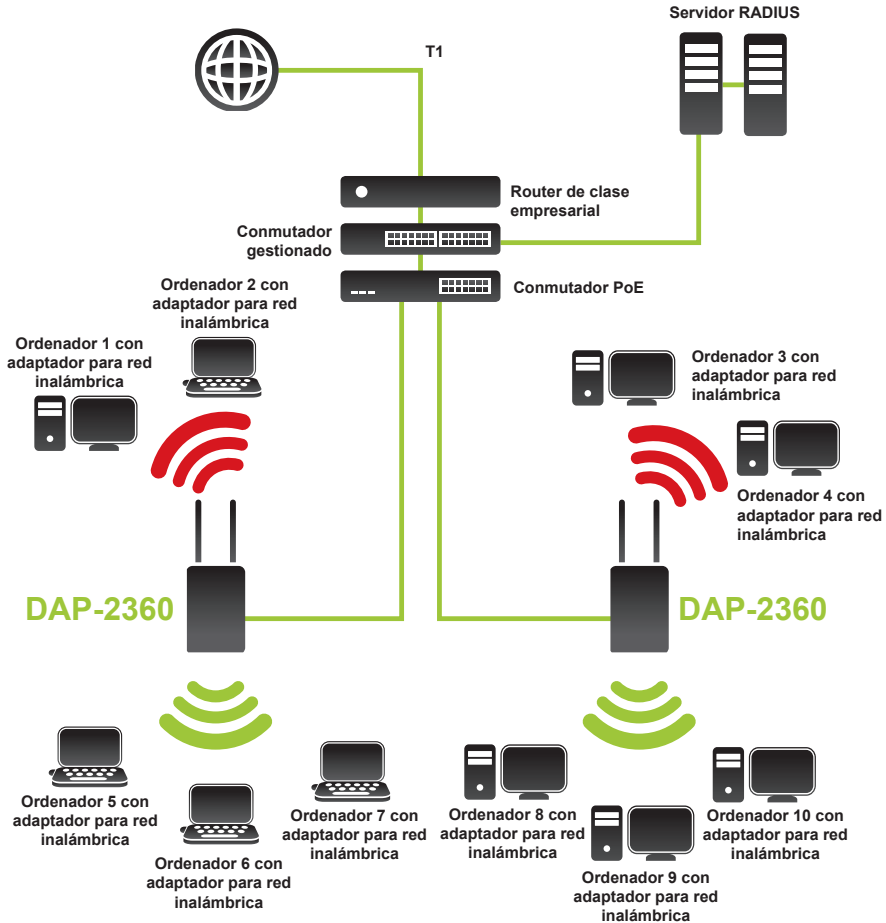 Servidor RADIUS
T1
Router de clase
empresarial
Conmutador
gestionado
Conmutador PoE
Ordenador 2 con
adaptador para red
inalámbrica
Ordenador 1 con
adaptador para red
inalámbrica
Ordenador 3 con
adaptador para red
inalámbrica
Ordenador 4 con
adaptador para red
inalámbrica
DAP-2360
DAP-2360
Ordenador 5 con
adaptador para red
inalámbrica
Ordenador 6 con
adaptador para red
inalámbrica
Ordenador 7 con
adaptador para red
inalámbrica
Ordenador 8 con
adaptador para red
inalámbrica
Ordenador 9 con
adaptador para red
inalámbrica
Ordenador 10 con
adaptador para red
inalámbrica